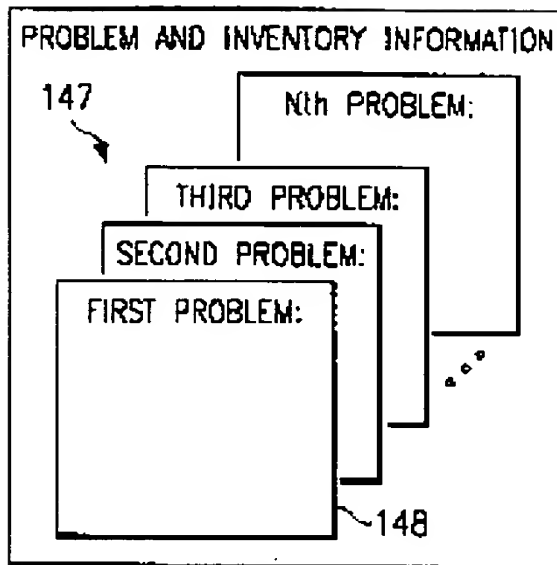 PROBLEM AND INVENTORY INFORMATION
147
Nth PROBLEM:
THIRD PROBLEM:
SECOND PROBLEM:
FIRST PROBLEM:
148